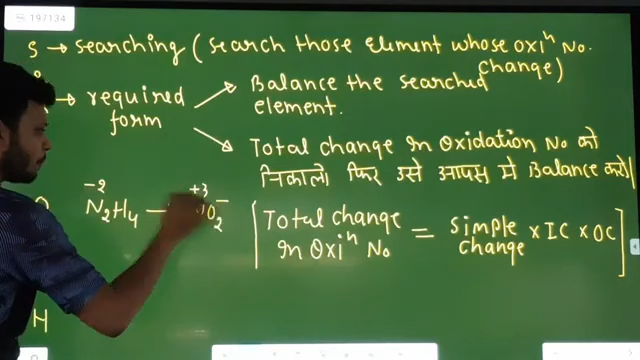 197134
S → searching ( search those element whose oxiⁿ No. change)
→ required form
Balance the searched element.
Total change in Oxidation No को निकालो फिर उसे आपस मे Balance करो
-2 +3
N₂H₄ — O₂⁻
[Total change in Oxiⁿ No = simple change × IC × OC]
O
H